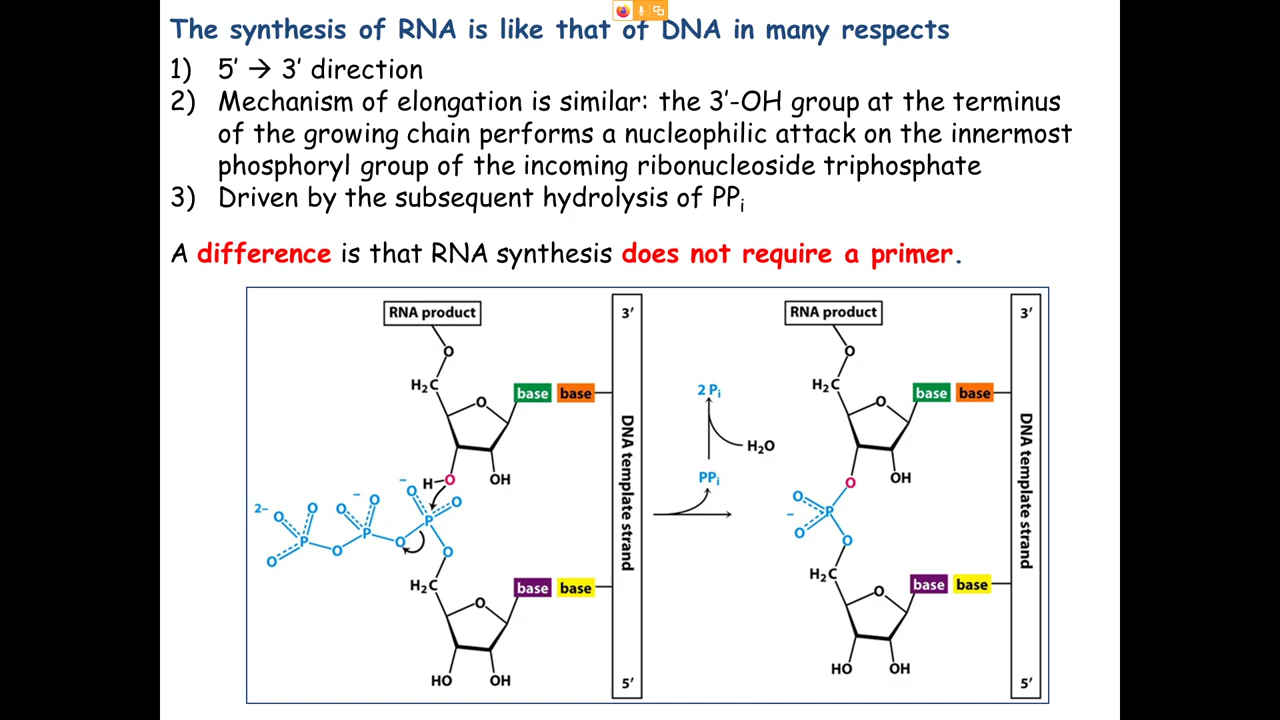 The synthesis of RNA is like that of DNA in many respects
1) 5′ → 3′ direction
2) Mechanism of elongation is similar: the 3′-OH group at the terminus
of the growing chain performs a nucleophilic attack on the innermost
phosphoryl group of the incoming ribonucleoside triphosphate
3) Driven by the subsequent hydrolysis of PPi
A difference is that RNA synthesis does not require a primer.
RNA product
3′
O
H2C
O
base base
H–O
OH
2–
O
O
–
O
O
–
O
O
P
O
P
O
P
O
O
H2C
base base
O
HO
OH
5′
DNA template strand
2 Pi
H2O
PPi
RNA product
3′
O
H2C
O
base base
O
OH
O
–
P
O
O
H2C
base base
O
HO
OH
5′
DNA template strand